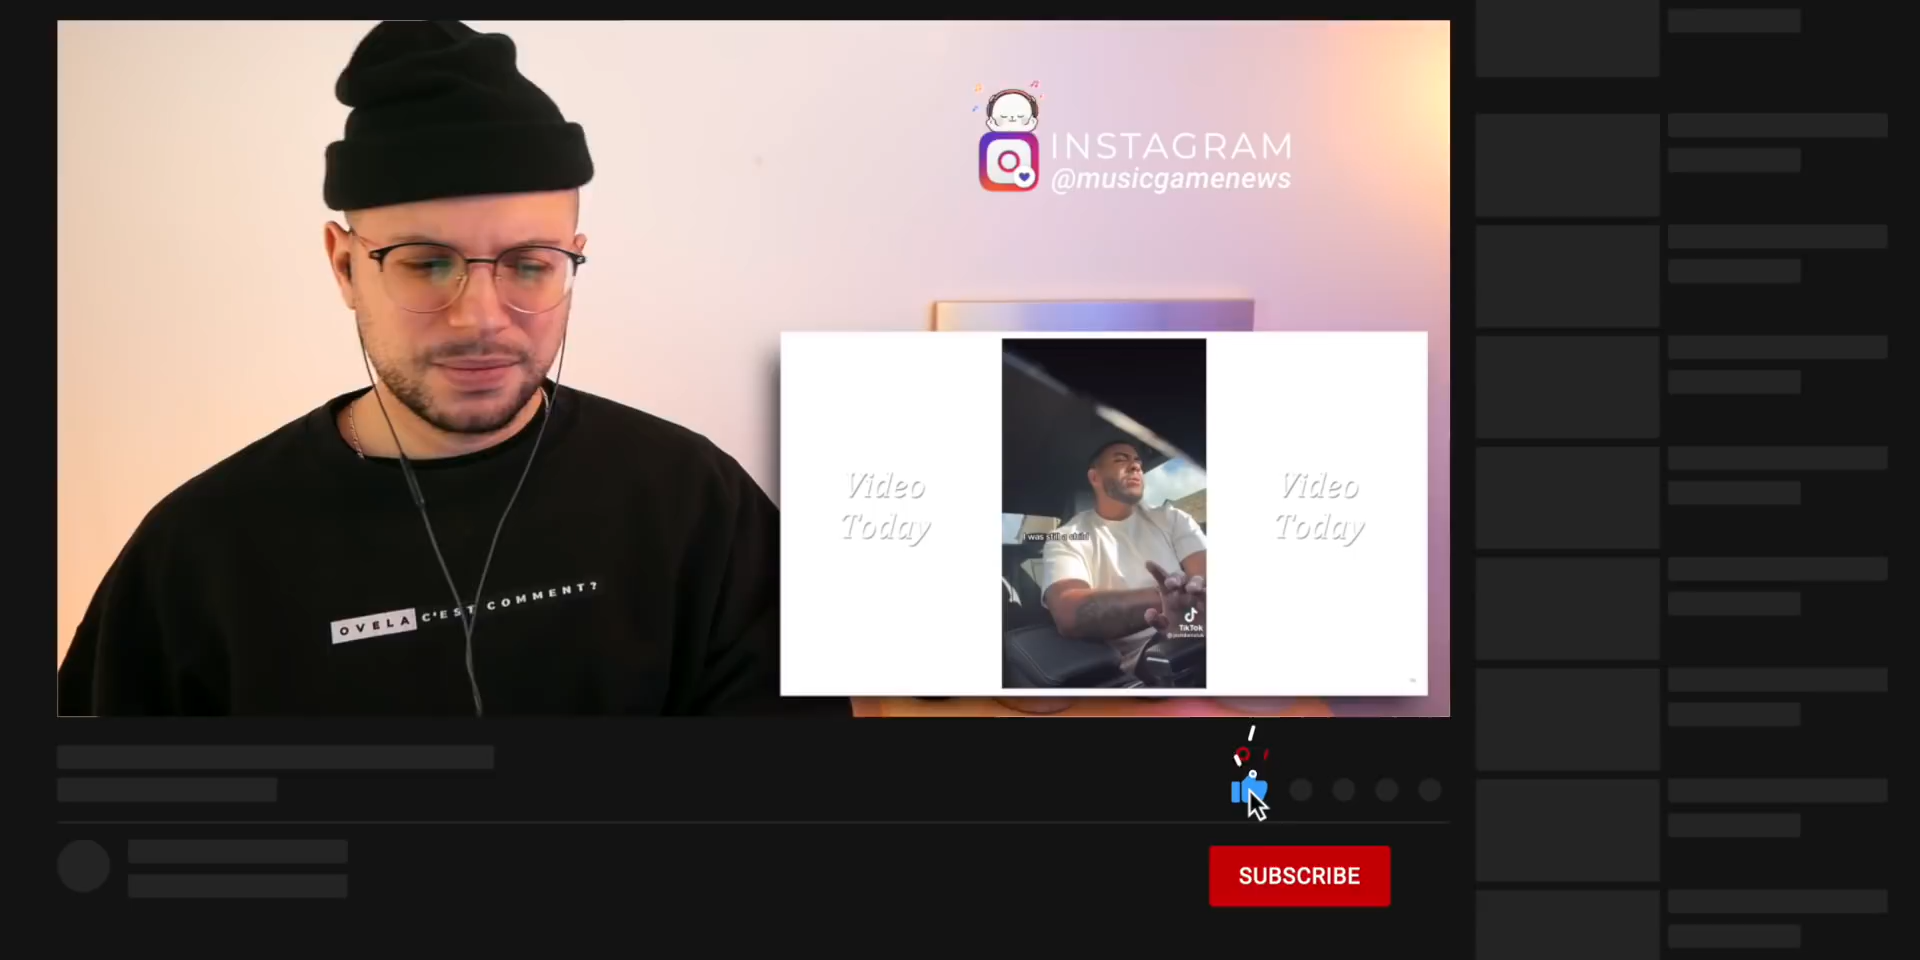 INSTAGRAM
@musicgamenews
Video
Today
I was still a child
TikTok
Video
Today
OVELA C'EST COMMENT?
SUBSCRIBE